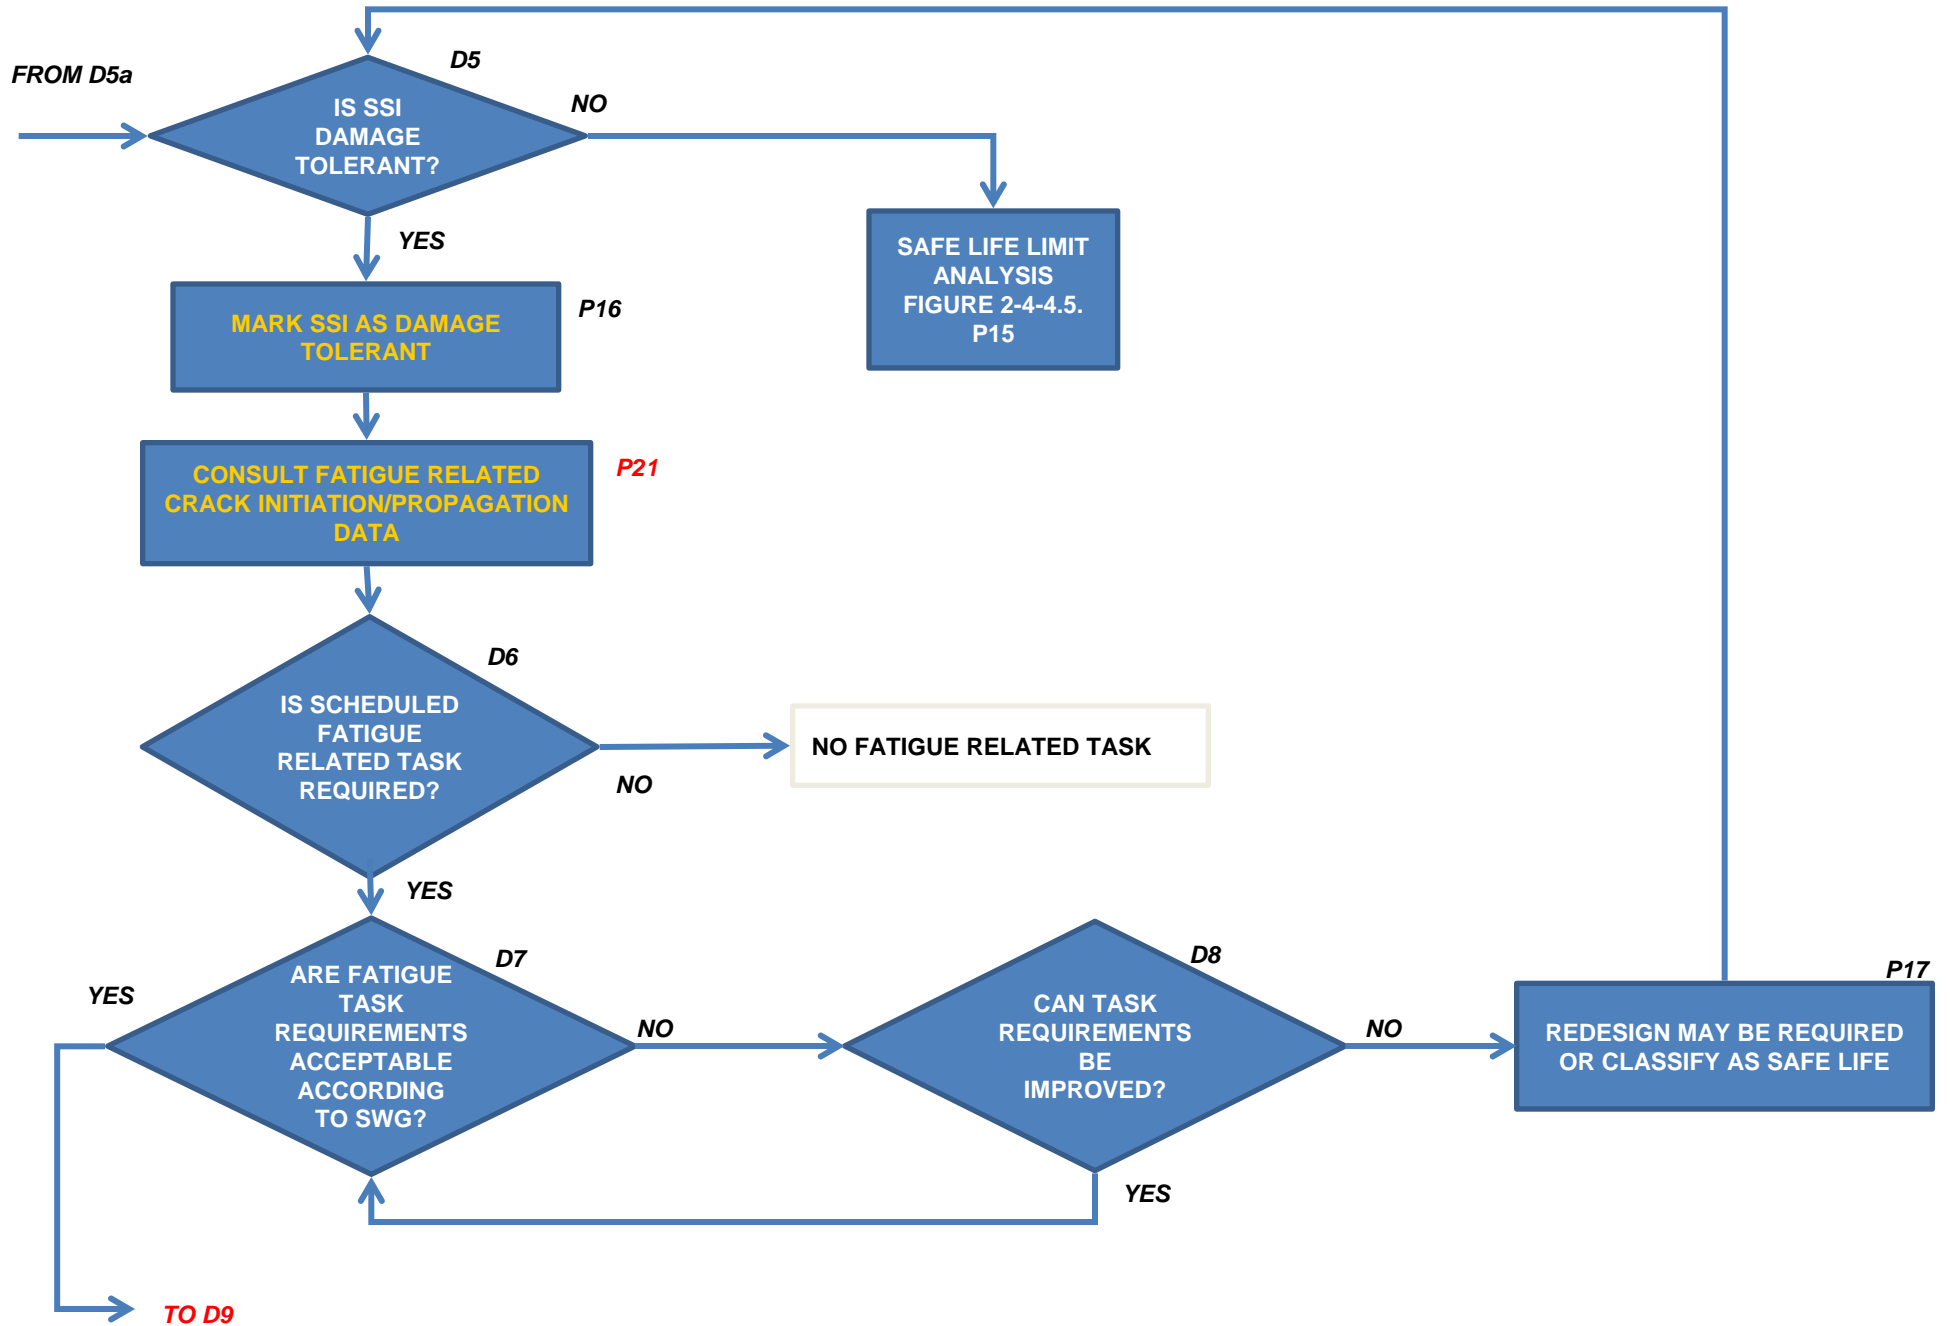 FROM D5a
D5
IS SSI
DAMAGE
TOLERANT?
NO
YES
SAFE LIFE LIMIT
ANALYSIS
FIGURE 2-4-4.5.
P15
P16
MARK SSI AS DAMAGE
TOLERANT
P21
CONSULT FATIGUE RELATED
CRACK INITIATION/PROPAGATION
DATA
D6
IS SCHEDULED
FATIGUE
RELATED TASK
REQUIRED?
NO
NO FATIGUE RELATED TASK
YES
D7
YES
ARE FATIGUE
TASK
REQUIREMENTS
ACCEPTABLE
ACCORDING
TO SWG?
NO
D8
CAN TASK
REQUIREMENTS
BE
IMPROVED?
NO
YES
P17
REDESIGN MAY BE REQUIRED
OR CLASSIFY AS SAFE LIFE
TO D9